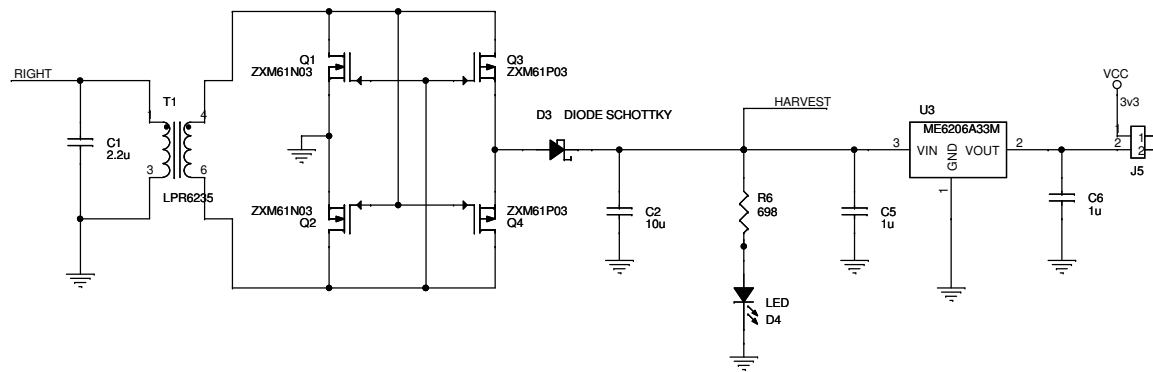 RIGHT
C1
2.2u
T1
1
4
3
6
LPR6235
Q1
ZXM61N03
Q3
ZXM61P03
ZXM61N03
Q2
ZXM61P03
Q4
D3 DIODE SCHOTTKY
C2
10u
HARVEST
R6
698
LED
D4
C5
1u
U3
ME6206A33M
3
VIN
GND
VOUT
2
1
VCC
3v3
1
1
2
2
J5
C6
1u